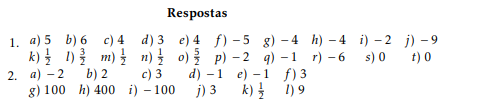 Respostas
1. a) 5 b) 6 c) 4 d) 3 e) 4 f) −5 g) −4 h) −4 i) −2 j) −9
k) 1/2 l) 3/2 m) 1/2 n) 1/2 o) 5/2 p) −2 q) −1 r) −6 s) 0 t) 0
2. a) −2 b) 2 c) 3 d) −1 e) −1 f) 3
g) 100 h) 400 i) −100 j) 3 k) 1/2 l) 9